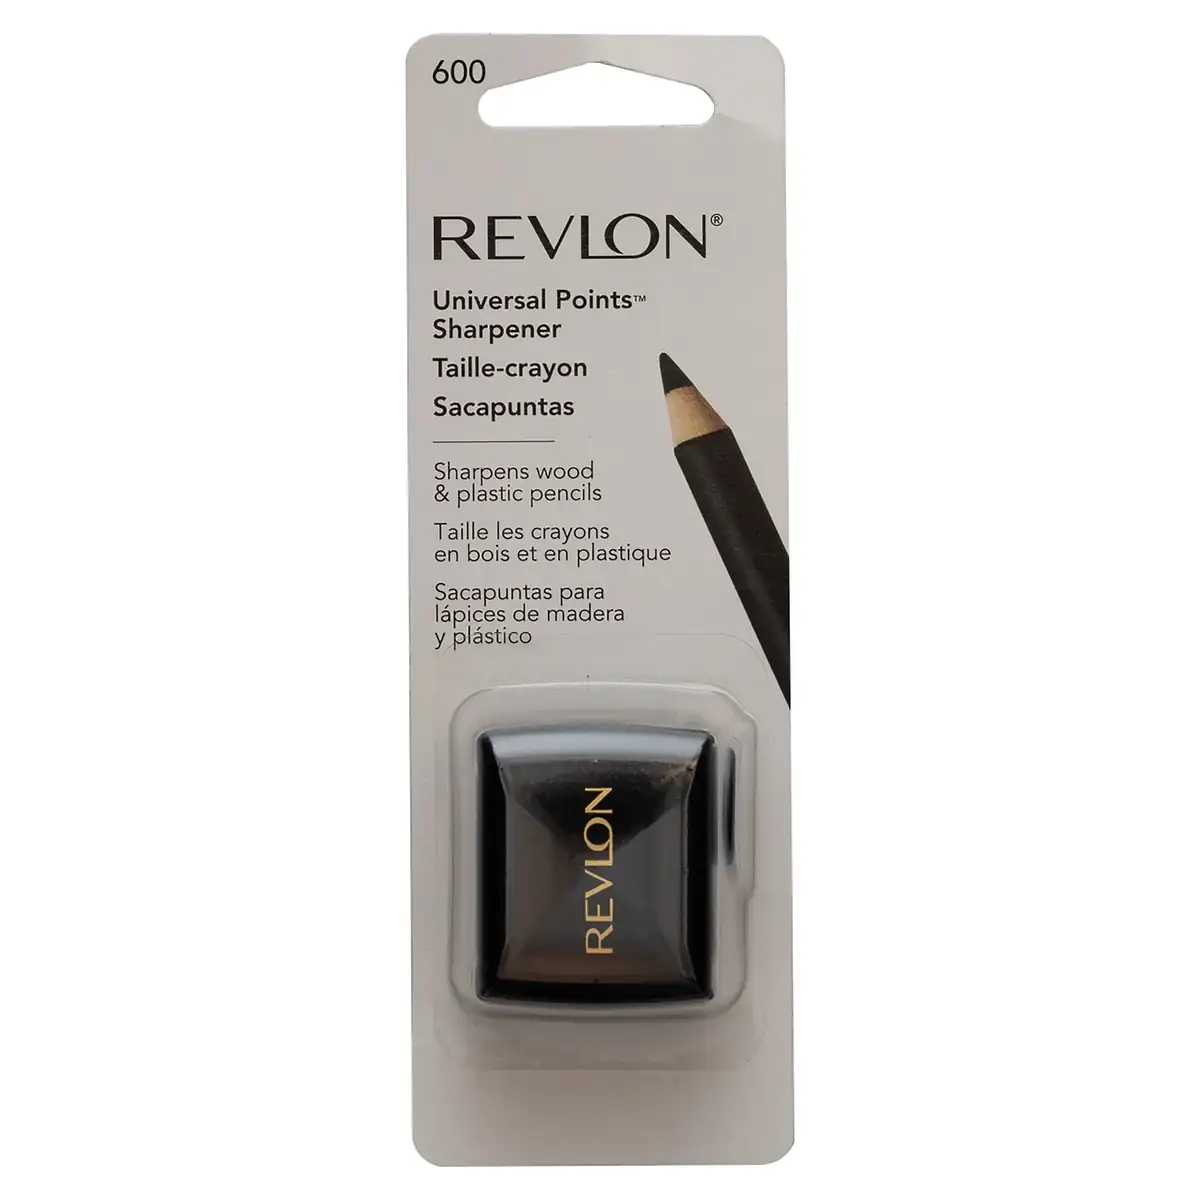 600
REVLON®
Universal Points™
Sharpener
Taille-crayon
Sacapuntas
Sharpens wood
& plastic pencils
Taille les crayons
en bois et en plastique
Sacapuntas para
lápices de madera
y plástico
REVLON